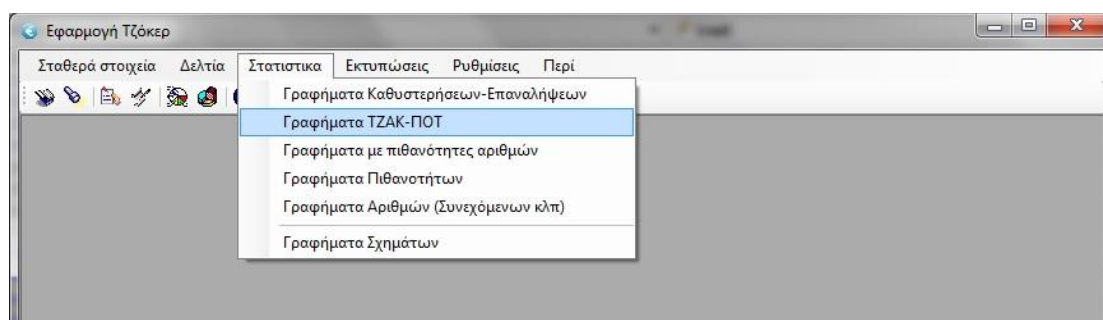 Εφαρμογή Τζόκερ
Σταθερά στοιχεία Δελτία Στατιστικα Εκτυπώσεις Ρυθμίσεις Περί
Γραφήματα Καθυστερήσεων-Επαναλήψεων
Γραφήματα ΤΖΑΚ-ΠΟΤ
Γραφήματα με πιθανότητες αριθμών
Γραφήματα Πιθανοτήτων
Γραφήματα Αριθμών (Συνεχόμενων κλπ)
Γραφήματα Σχημάτων